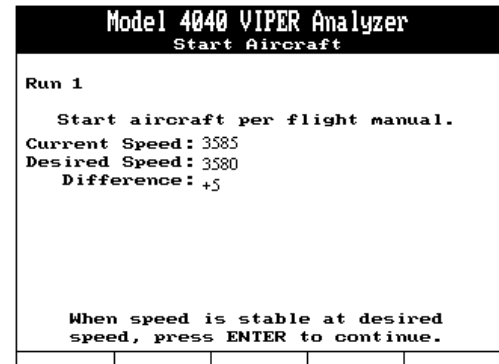 Model 4040 VIPER Analyzer
Start Aircraft
Run 1
Start aircraft per flight manual.
Current Speed: 3585
Desired Speed: 3580
Difference: +5
When speed is stable at desired
speed, press ENTER to continue.